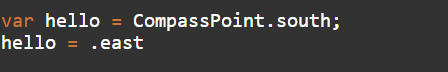 var hello = CompassPoint.south;
hello = .east